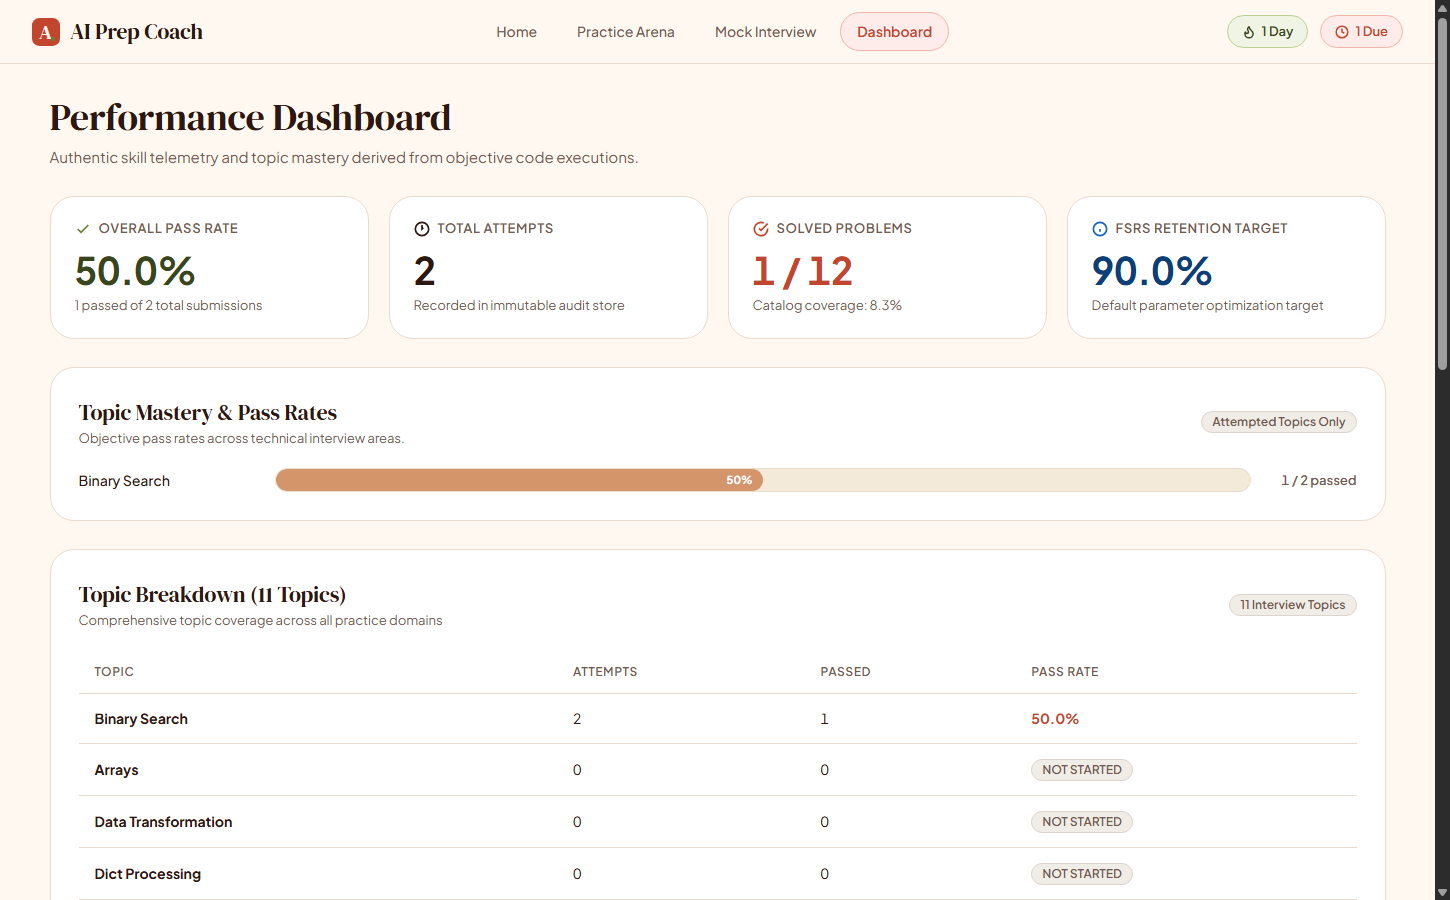 A AI Prep Coach
Home Practice Arena Mock Interview Dashboard
1 Day 1 Due
Performance Dashboard
Authentic skill telemetry and topic mastery derived from objective code executions.
OVERALL PASS RATE
50.0%
1 passed of 2 total submissions
TOTAL ATTEMPTS
2
Recorded in immutable audit store
SOLVED PROBLEMS
1 / 12
Catalog coverage: 8.3%
FSRS RETENTION TARGET
90.0%
Default parameter optimization target
Topic Mastery & Pass Rates
Objective pass rates across technical interview areas.
Attempted Topics Only
Binary Search 50% 1 / 2 passed
Topic Breakdown (11 Topics)
Comprehensive topic coverage across all practice domains
11 Interview Topics
TOPIC ATTEMPTS PASSED PASS RATE
Binary Search 2 1 50.0%
Arrays 0 0 NOT STARTED
Data Transformation 0 0 NOT STARTED
Dict Processing 0 0 NOT STARTED